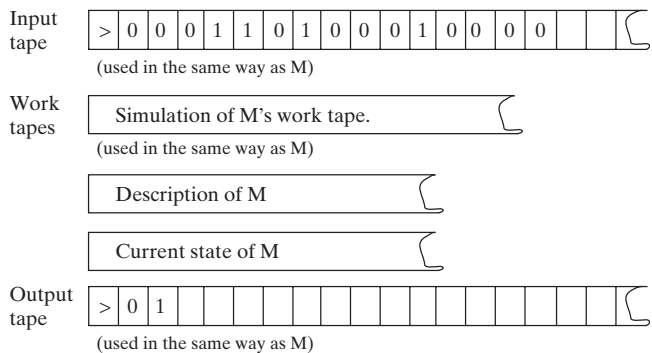 Input tape
> 0 0 0 1 1 0 1 0 0 0 1 0 0 0 0
(used in the same way as M)
Work tapes
Simulation of M's work tape.
(used in the same way as M)
Description of M
Current state of M
Output tape
> 0 1
(used in the same way as M)